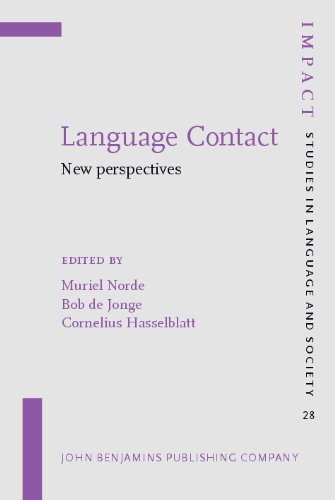 Language Contact
New perspectives
EDITED BY
Muriel Norde
Bob de Jonge
Cornelius Hasselblatt
JOHN BENJAMINS PUBLISHING COMPANY
IMPACT STUDIES IN LANGUAGE AND SOCIETY 28